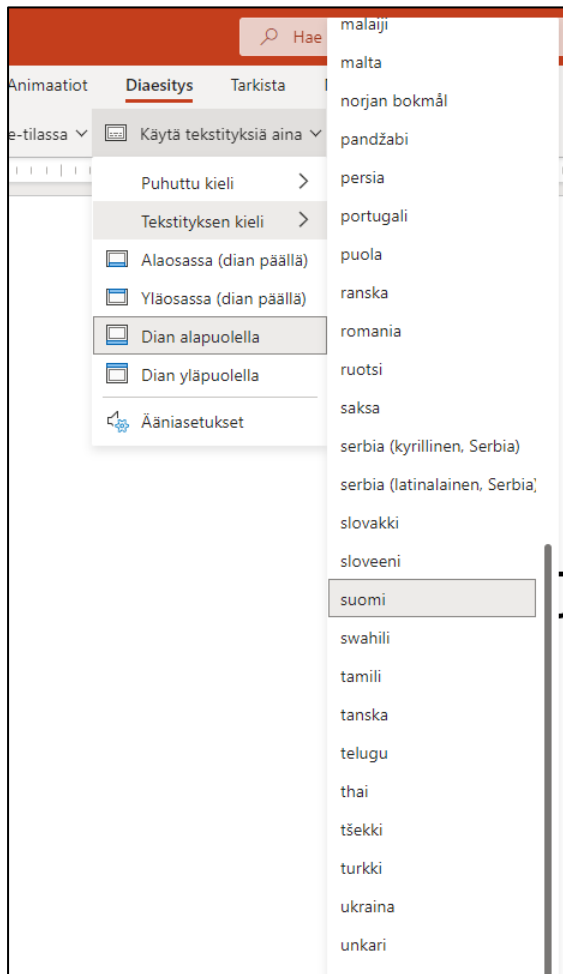 Hae
Animaatiot Diaesitys Tarkista
e-tilassa Käytä tekstityksiä aina
Puhuttu kieli
Tekstityksen kieli
Alaosassa (dian päällä)
Yläosassa (dian päällä)
Dian alapuolella
Dian yläpuolella
Ääniasetukset
malaiji
malta
norjan bokmål
pandžabi
persia
portugali
puola
ranska
romania
ruotsi
saksa
serbia (kyrillinen, Serbia)
serbia (latinalainen, Serbia)
slovakki
sloveeni
suomi
swahili
tamili
tanska
telugu
thai
tšekki
turkki
ukraina
unkari